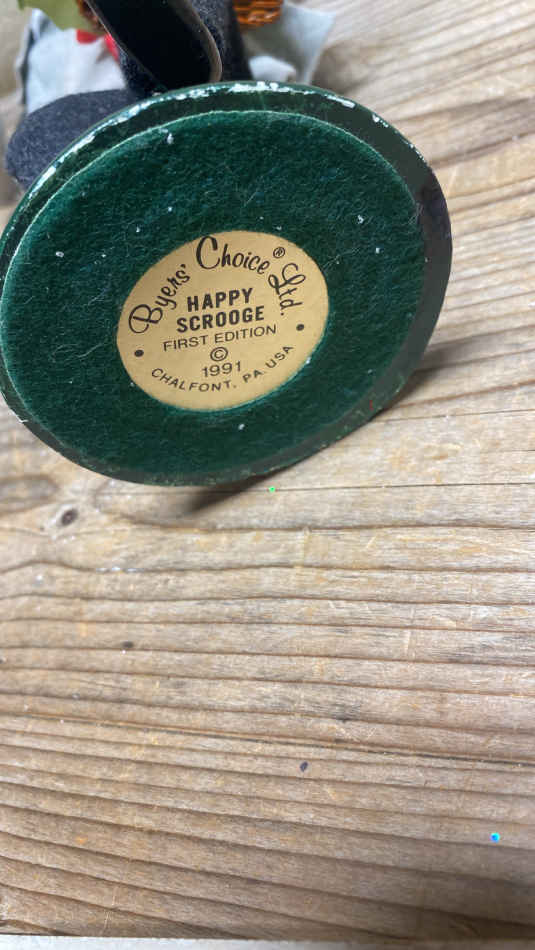 Byers' Choice® Ltd.
HAPPY
SCROOGE
FIRST EDITION
©
1991
CHALFONT, PA. USA